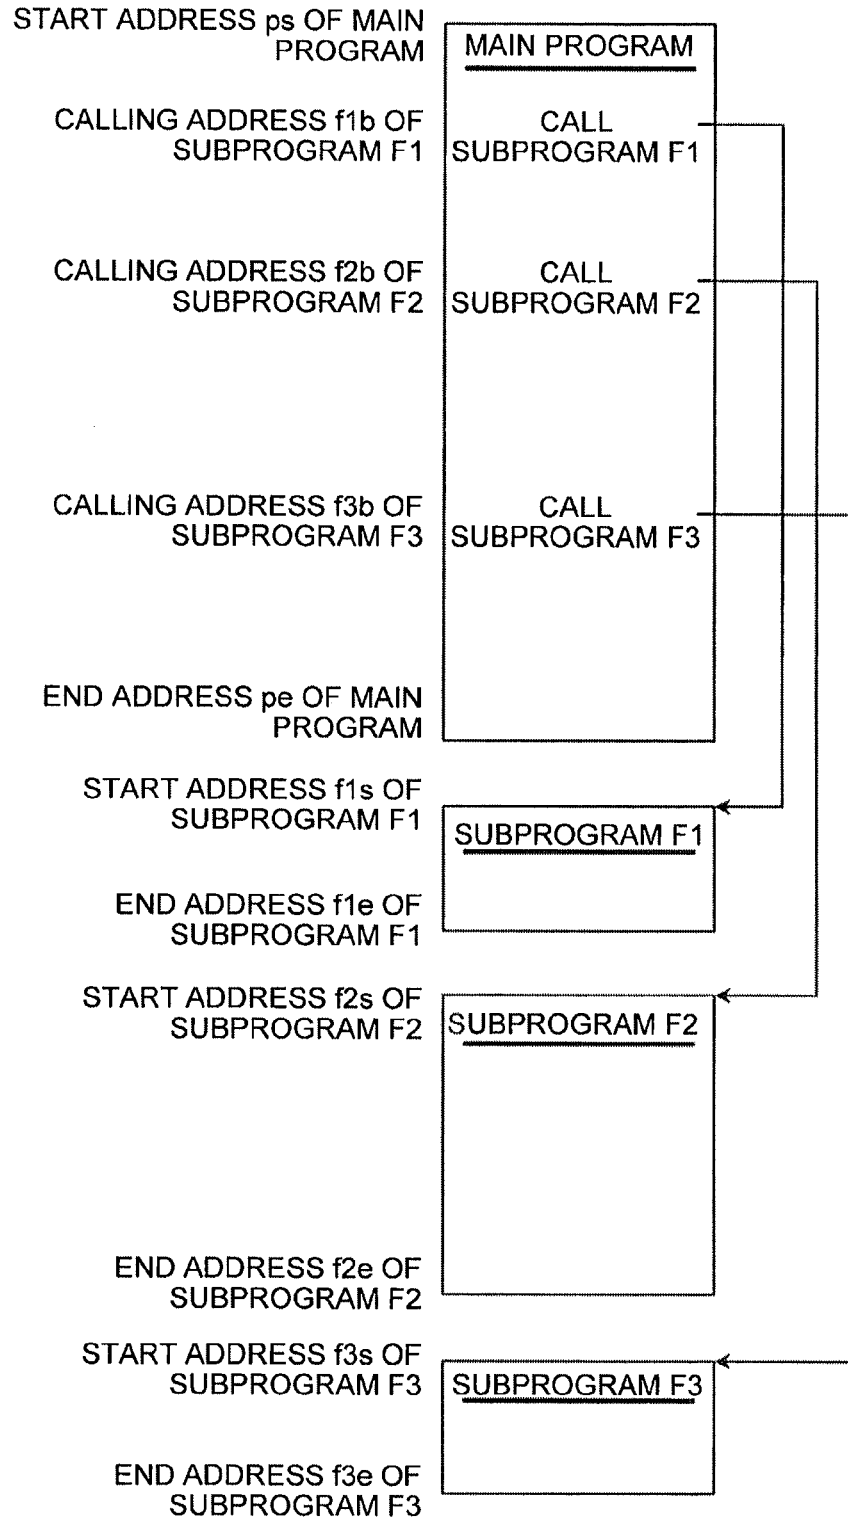 START ADDRESS ps OF MAIN
PROGRAM
MAIN PROGRAM
CALLING ADDRESS f1b OF
SUBPROGRAM F1
CALL
SUBPROGRAM F1
CALLING ADDRESS f2b OF
SUBPROGRAM F2
CALL
SUBPROGRAM F2
CALLING ADDRESS f3b OF
SUBPROGRAM F3
CALL
SUBPROGRAM F3
END ADDRESS pe OF MAIN
PROGRAM
START ADDRESS f1s OF
SUBPROGRAM F1
SUBPROGRAM F1
END ADDRESS f1e OF
SUBPROGRAM F1
START ADDRESS f2s OF
SUBPROGRAM F2
SUBPROGRAM F2
END ADDRESS f2e OF
SUBPROGRAM F2
START ADDRESS f3s OF
SUBPROGRAM F3
SUBPROGRAM F3
END ADDRESS f3e OF
SUBPROGRAM F3